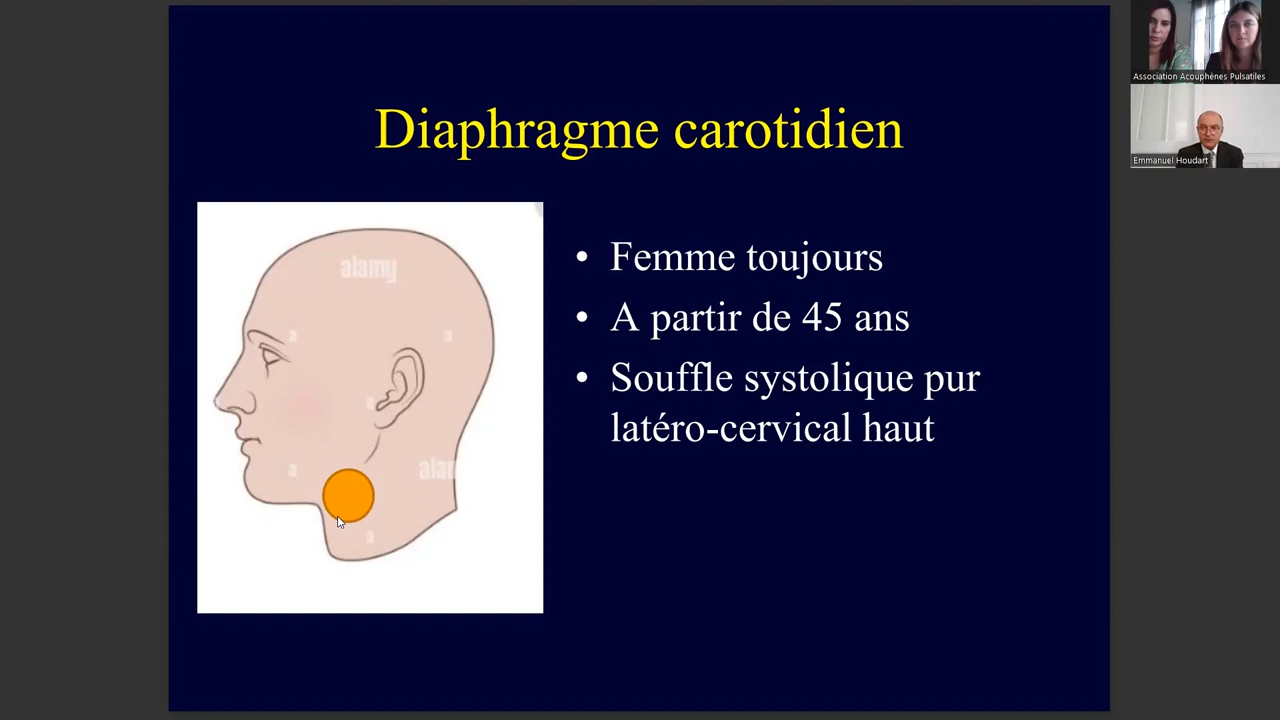 Diaphragme carotidien
• Femme toujours
• A partir de 45 ans
• Souffle systolique pur
latéro-cervical haut
alamy
a
a
a
a
alam
a
Association Acouphènes Pulsatiles
Emmanuel Houdart